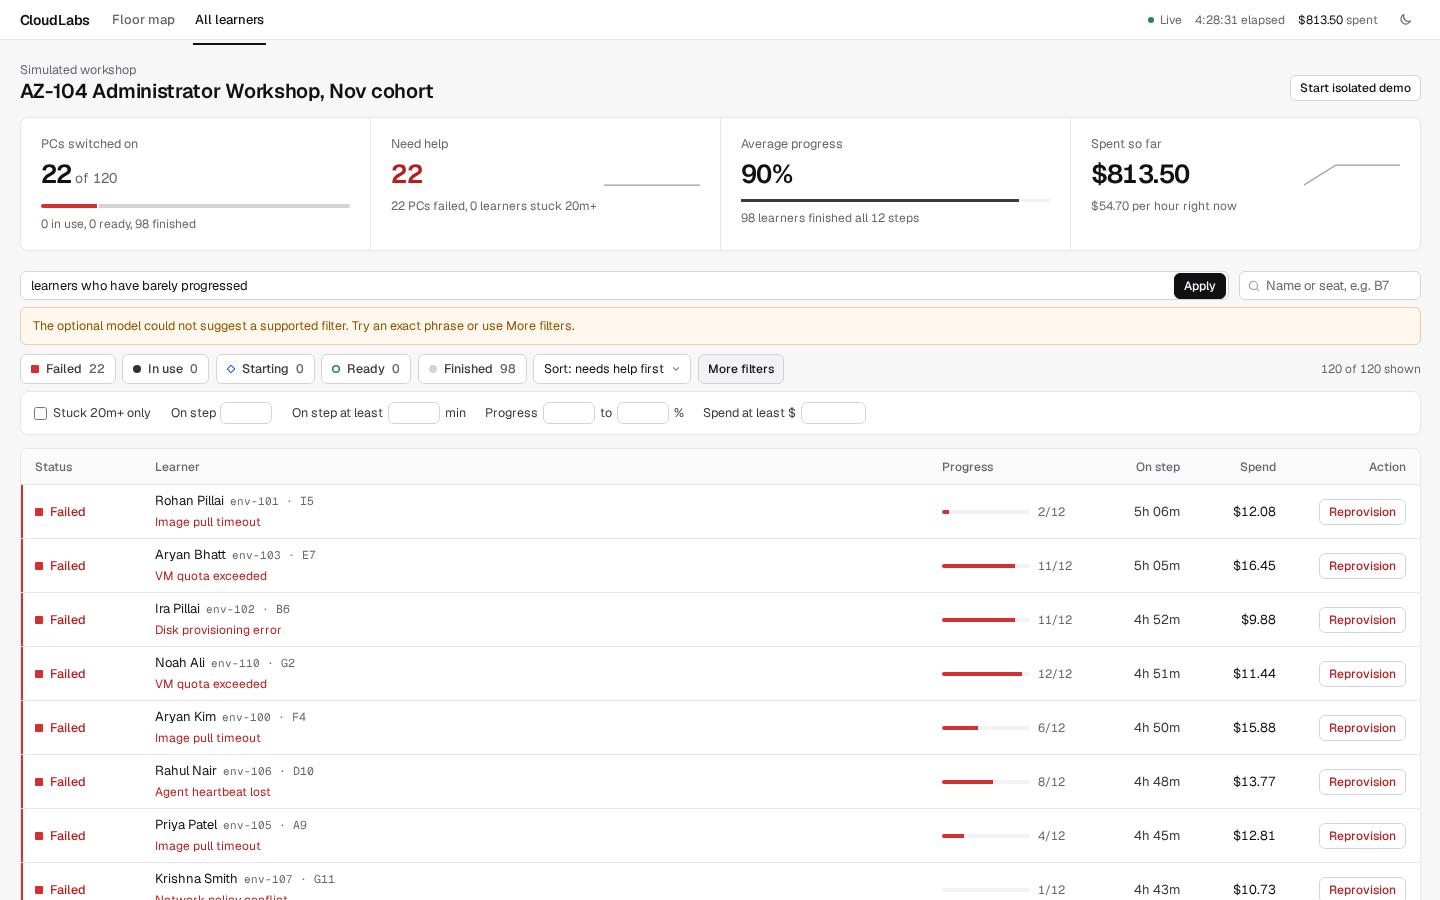 CloudLabs Floor map All learners Live 4:28:31 elapsed $813.50 spent
Simulated workshop
AZ-104 Administrator Workshop, Nov cohort
Start isolated demo
PCs switched on
22 of 120
0 in use, 0 ready, 98 finished
Need help
22
22 PCs failed, 0 learners stuck 20m+
Average progress
90%
98 learners finished all 12 steps
Spent so far
$813.50
$54.70 per hour right now
learners who have barely progressed Apply Name or seat, e.g. B7
The optional model could not suggest a supported filter. Try an exact phrase or use More filters.
Failed 22 In use 0 Starting 0 Ready 0 Finished 98 Sort: needs help first More filters 120 of 120 shown
Stuck 20m+ only On step On step at least min Progress to % Spend at least $
Status Learner Progress On step Spend Action
Failed Rohan Pillai env-101 · I5 2/12 5h 06m $12.08 Reprovision
Image pull timeout
Failed Aryan Bhatt env-103 · E7 11/12 5h 05m $16.45 Reprovision
VM quota exceeded
Failed Ira Pillai env-102 · B6 11/12 4h 52m $9.88 Reprovision
Disk provisioning error
Failed Noah Ali env-110 · G2 12/12 4h 51m $11.44 Reprovision
VM quota exceeded
Failed Aryan Kim env-100 · F4 6/12 4h 50m $15.88 Reprovision
Image pull timeout
Failed Rahul Nair env-106 · D10 8/12 4h 48m $13.77 Reprovision
Agent heartbeat lost
Failed Priya Patel env-105 · A9 4/12 4h 45m $12.81 Reprovision
Image pull timeout
Failed Krishna Smith env-107 · G11 1/12 4h 43m $10.73 Reprovision
Network policy conflict